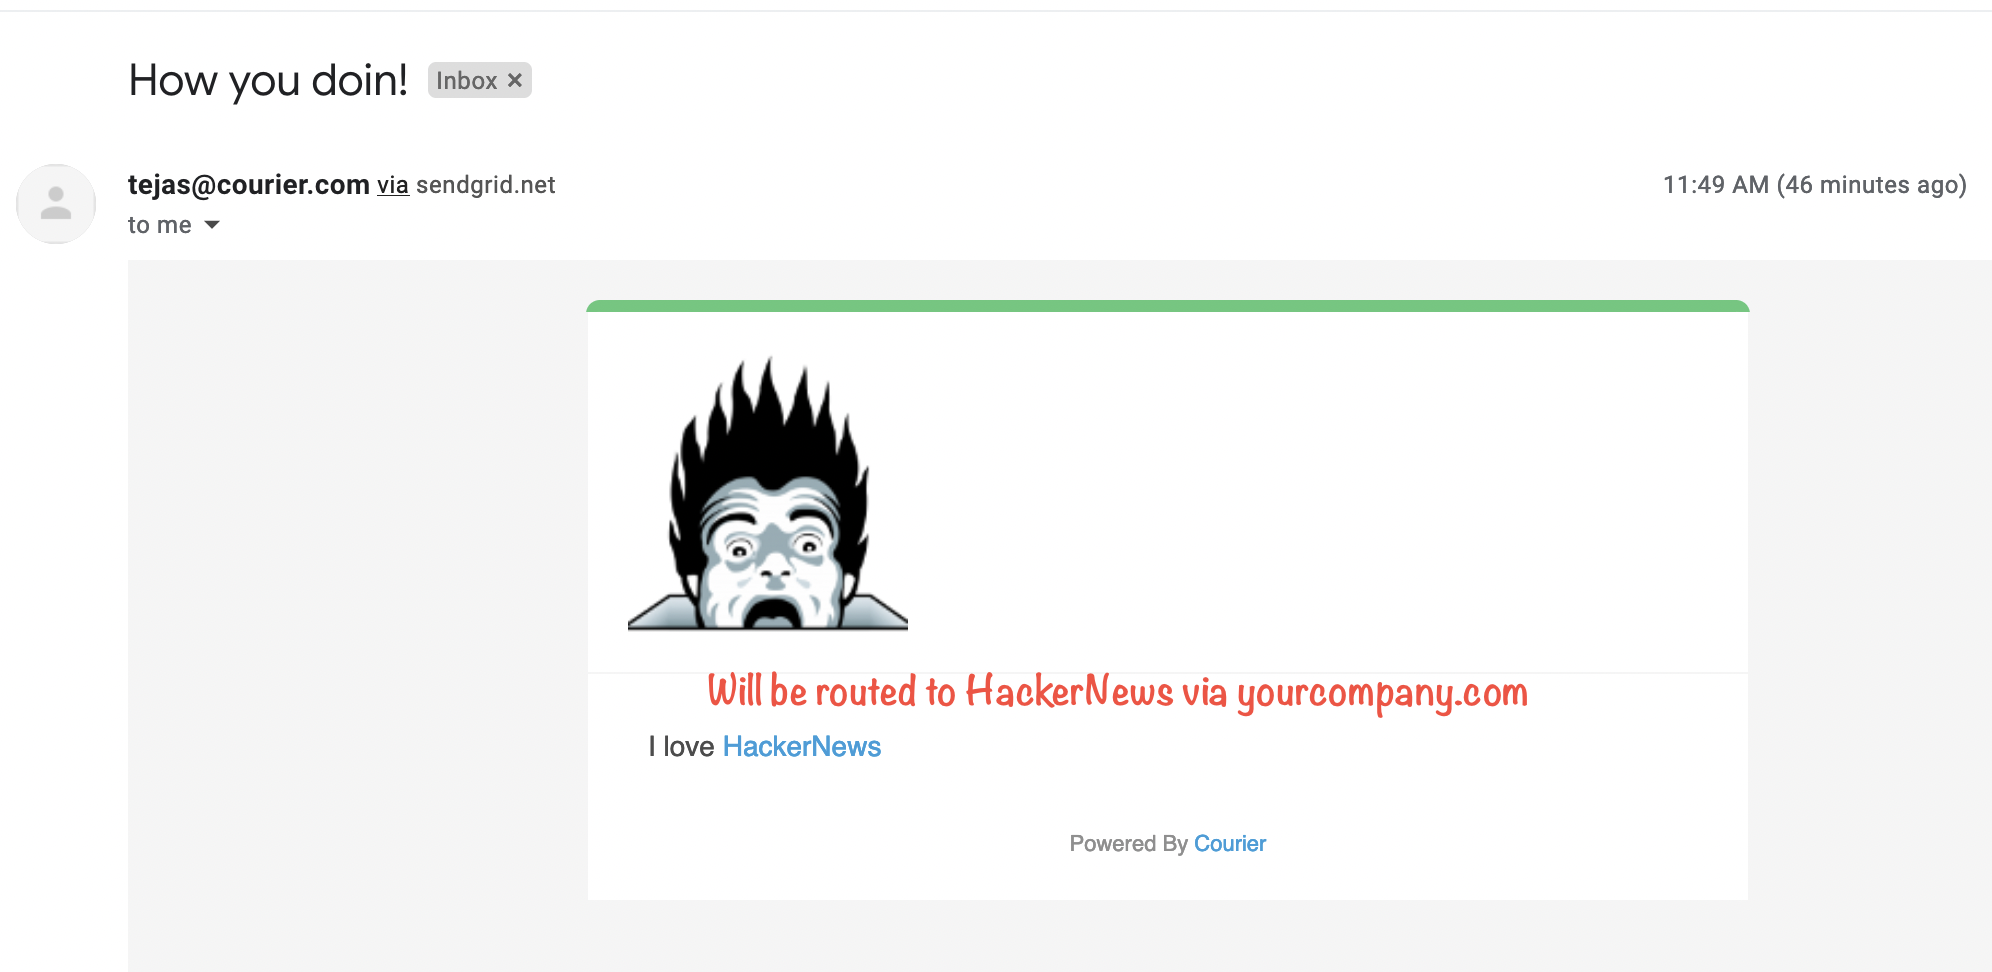 How you doin! Inbox ×
tejas@courier.com via sendgrid.net 11:49 AM (46 minutes ago)
to me
Will be routed to HackerNews via yourcompany.com
I love HackerNews
Powered By Courier